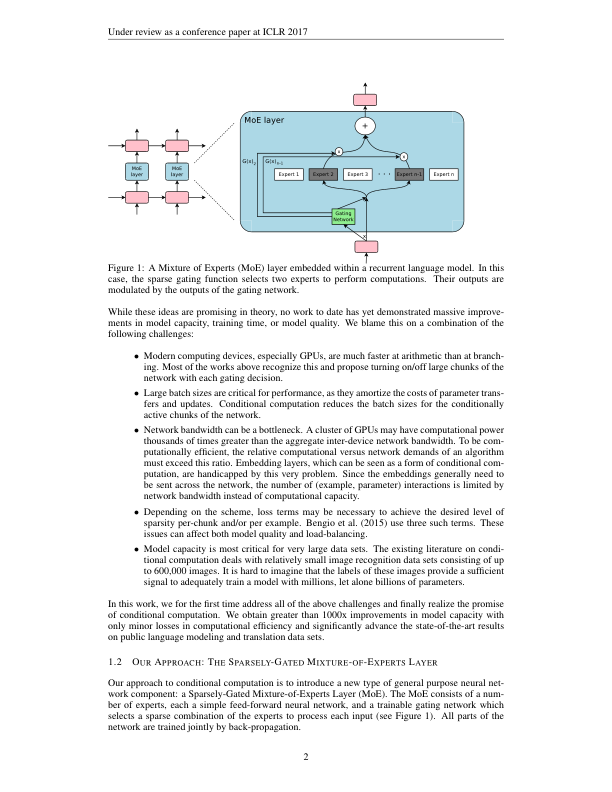 Under review as a conference paper at ICLR 2017
MoE layer
+
x
x
G(x)2
G(x)n-1
MoE
layer
MoE
layer
Expert 1
Expert 2
Expert 3
. . .
Expert n-1
Expert n
Gating
Network
Figure 1: A Mixture of Experts (MoE) layer embedded within a recurrent language model. In this
case, the sparse gating function selects two experts to perform computations. Their outputs are
modulated by the outputs of the gating network.
While these ideas are promising in theory, no work to date has yet demonstrated massive improve-
ments in model capacity, training time, or model quality. We blame this on a combination of the
following challenges:
• Modern computing devices, especially GPUs, are much faster at arithmetic than at branch-
ing. Most of the works above recognize this and propose turning on/off large chunks of the
network with each gating decision.
• Large batch sizes are critical for performance, as they amortize the costs of parameter trans-
fers and updates. Conditional computation reduces the batch sizes for the conditionally
active chunks of the network.
• Network bandwidth can be a bottleneck. A cluster of GPUs may have computational power
thousands of times greater than the aggregate inter-device network bandwidth. To be com-
putationally efficient, the relative computational versus network demands of an algorithm
must exceed this ratio. Embedding layers, which can be seen as a form of conditional com-
putation, are handicapped by this very problem. Since the embeddings generally need to
be sent across the network, the number of (example, parameter) interactions is limited by
network bandwidth instead of computational capacity.
• Depending on the scheme, loss terms may be necessary to achieve the desired level of
sparsity per-chunk and/or per example. Bengio et al. (2015) use three such terms. These
issues can affect both model quality and load-balancing.
• Model capacity is most critical for very large data sets. The existing literature on condi-
tional computation deals with relatively small image recognition data sets consisting of up
to 600,000 images. It is hard to imagine that the labels of these images provide a sufficient
signal to adequately train a model with millions, let alone billions of parameters.
In this work, we for the first time address all of the above challenges and finally realize the promise
of conditional computation. We obtain greater than 1000x improvements in model capacity with
only minor losses in computational efficiency and significantly advance the state-of-the-art results
on public language modeling and translation data sets.
1.2 OUR APPROACH: THE SPARSELY-GATED MIXTURE-OF-EXPERTS LAYER
Our approach to conditional computation is to introduce a new type of general purpose neural net-
work component: a Sparsely-Gated Mixture-of-Experts Layer (MoE). The MoE consists of a num-
ber of experts, each a simple feed-forward neural network, and a trainable gating network which
selects a sparse combination of the experts to process each input (see Figure 1). All parts of the
network are trained jointly by back-propagation.
2